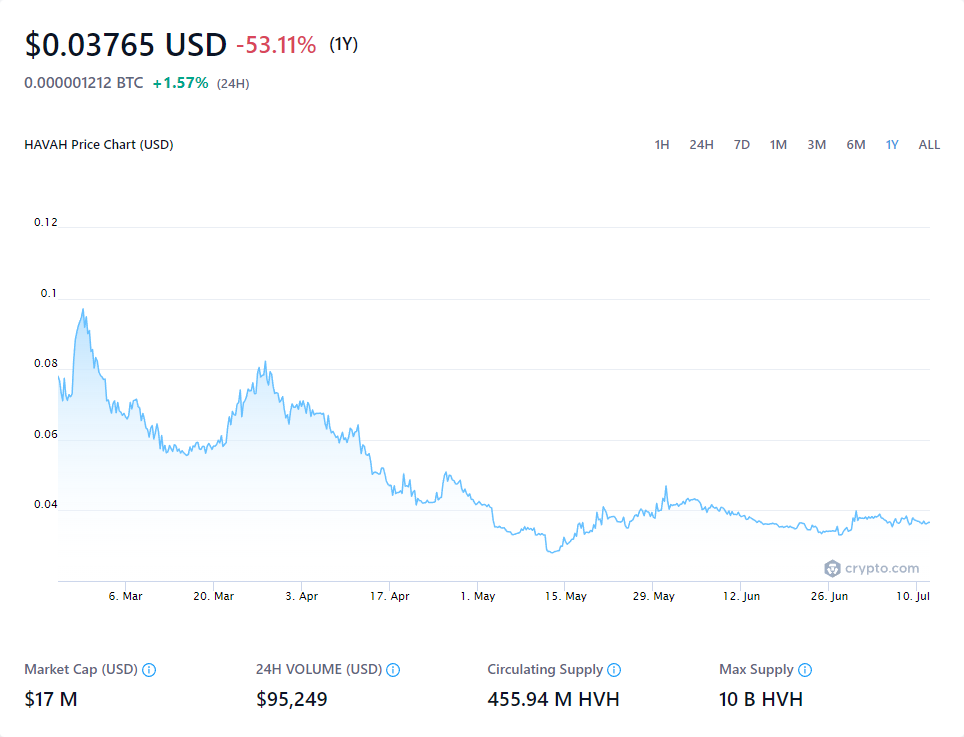 $0.03765 USD -53.11% (1Y)
0.000001212 BTC +1.57% (24H)
HAVAH Price Chart (USD) 1H 24H 7D 1M 3M 6M 1Y ALL
0.12
0.1
0.08
0.06
0.04
crypto.com
6. Mar 20. Mar 3. Apr 17. Apr 1. May 15. May 29. May 12. Jun 26. Jun 10. Jul
Market Cap (USD) 24H VOLUME (USD) Circulating Supply Max Supply
$17 M $95,249 455.94 M HVH 10 B HVH